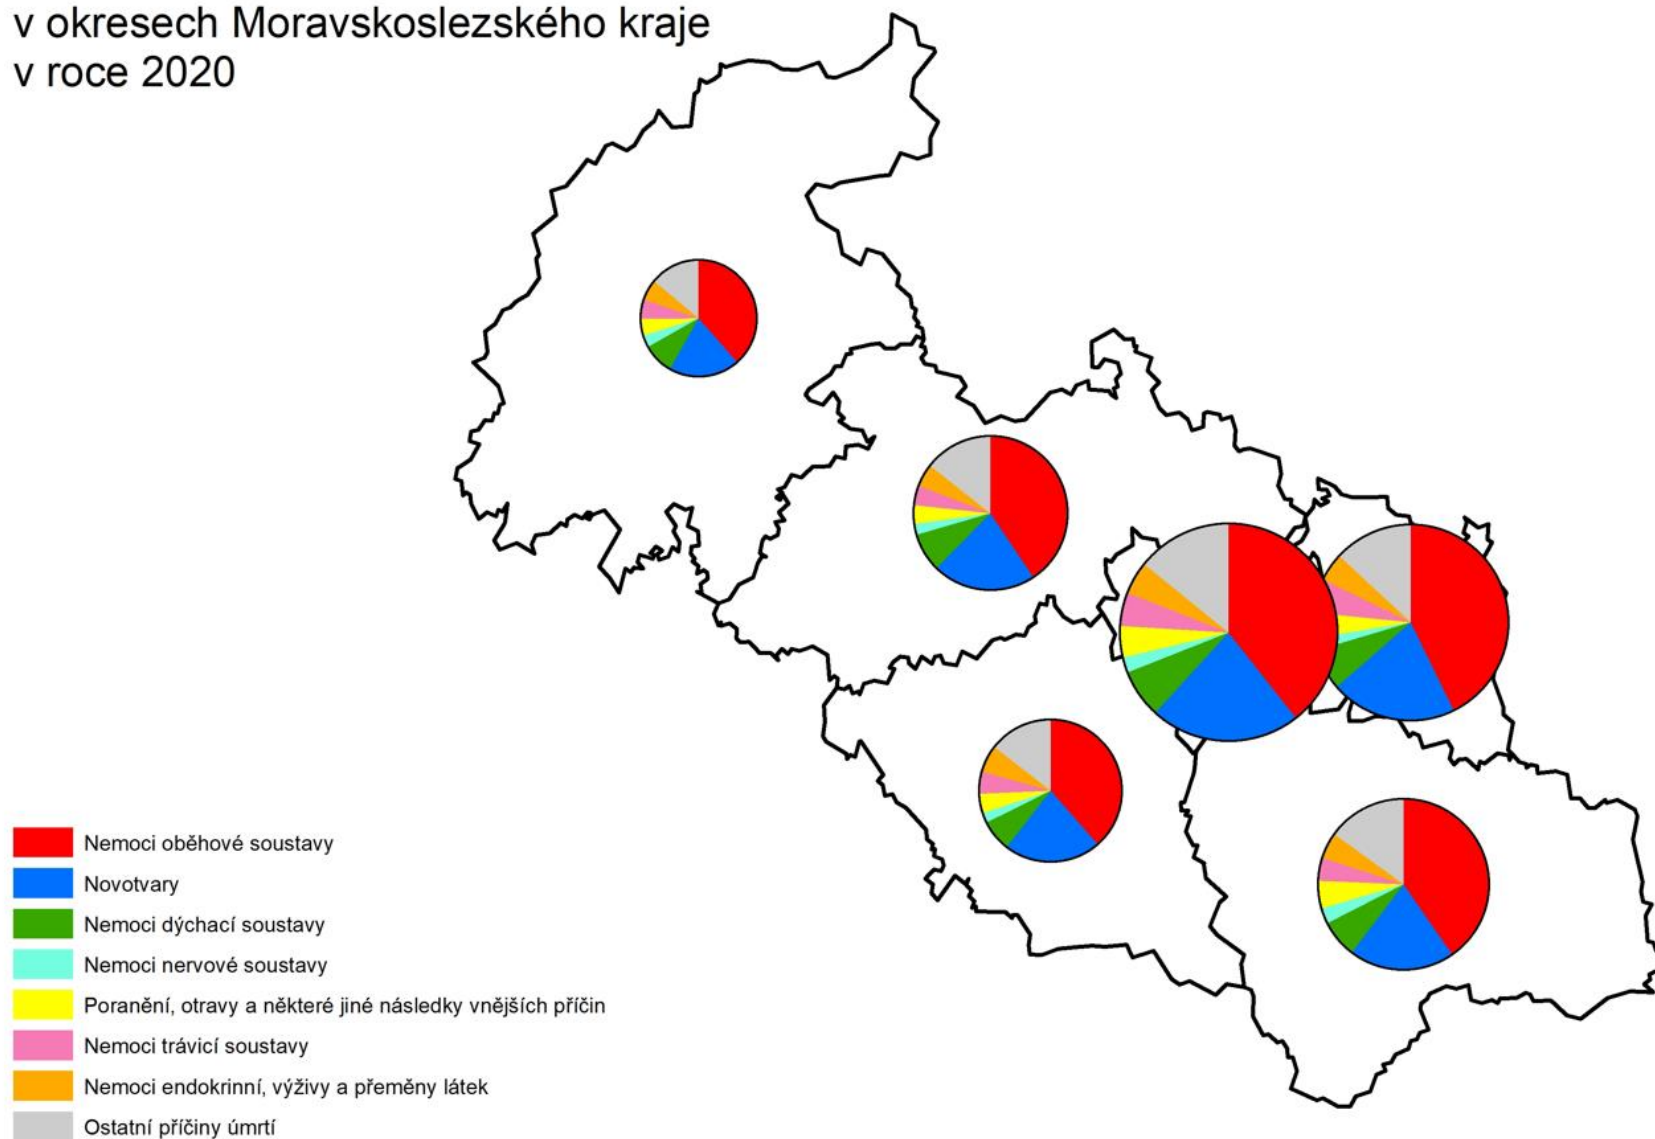 v okresech Moravskoslezského kraje
v roce 2020
Nemoci oběhové soustavy
Novotvary
Nemoci dýchací soustavy
Nemoci nervové soustavy
Poranění, otravy a některé jiné následky vnějších příčin
Nemoci trávicí soustavy
Nemoci endokrinní, výživy a přeměny látek
Ostatní příčiny úmrtí